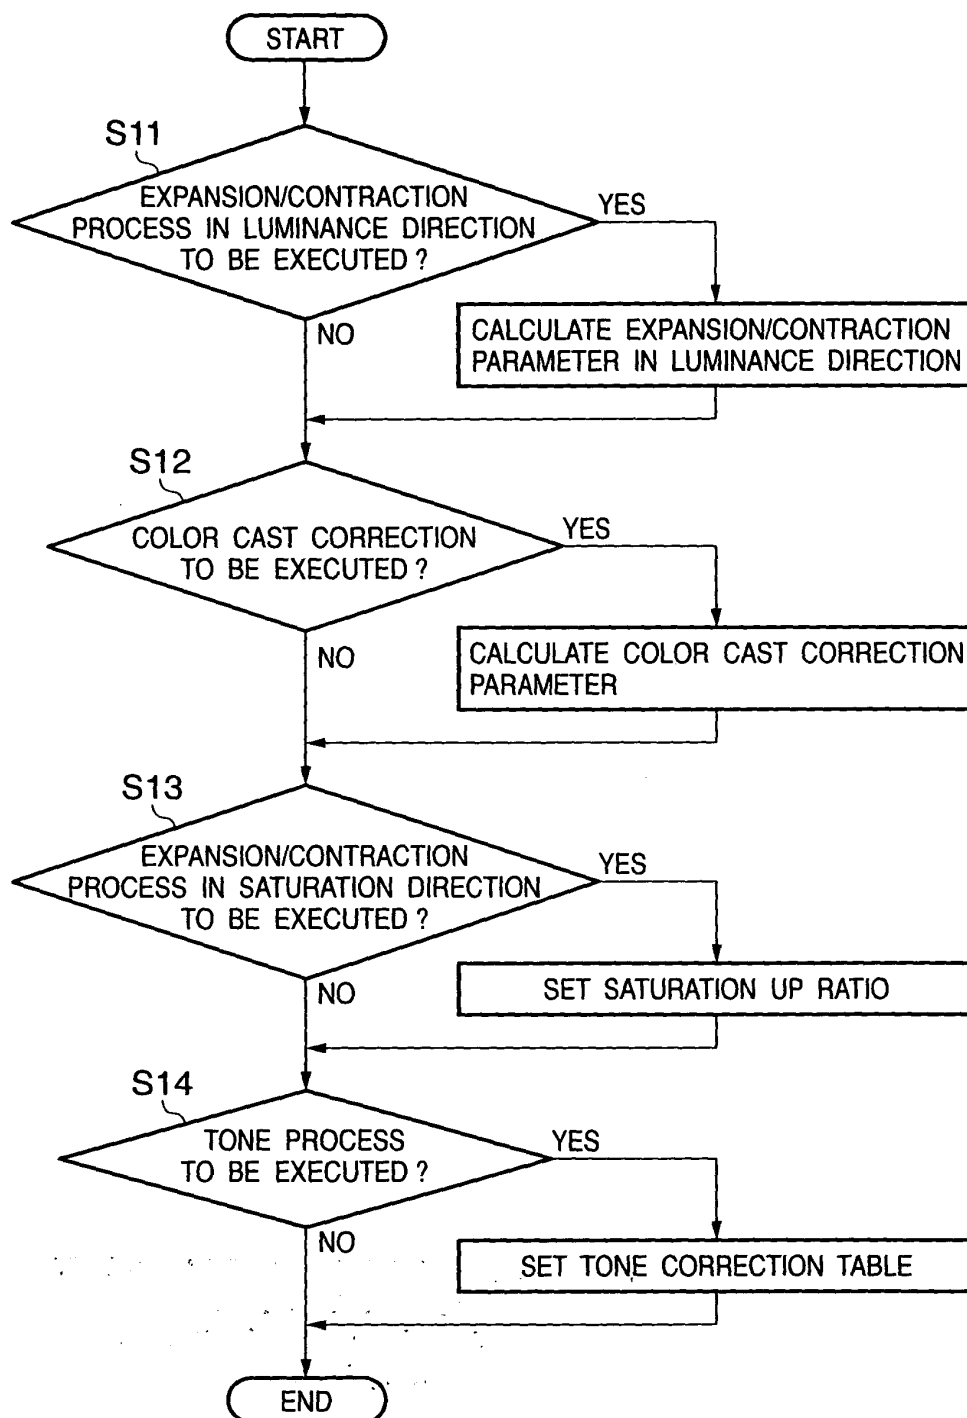 START
S11
EXPANSION/CONTRACTION
PROCESS IN LUMINANCE DIRECTION
TO BE EXECUTED ?
YES
NO
CALCULATE EXPANSION/CONTRACTION
PARAMETER IN LUMINANCE DIRECTION
S12
COLOR CAST CORRECTION
TO BE EXECUTED ?
YES
NO
CALCULATE COLOR CAST CORRECTION
PARAMETER
S13
EXPANSION/CONTRACTION
PROCESS IN SATURATION DIRECTION
TO BE EXECUTED ?
YES
NO
SET SATURATION UP RATIO
S14
TONE PROCESS
TO BE EXECUTED ?
YES
NO
SET TONE CORRECTION TABLE
END